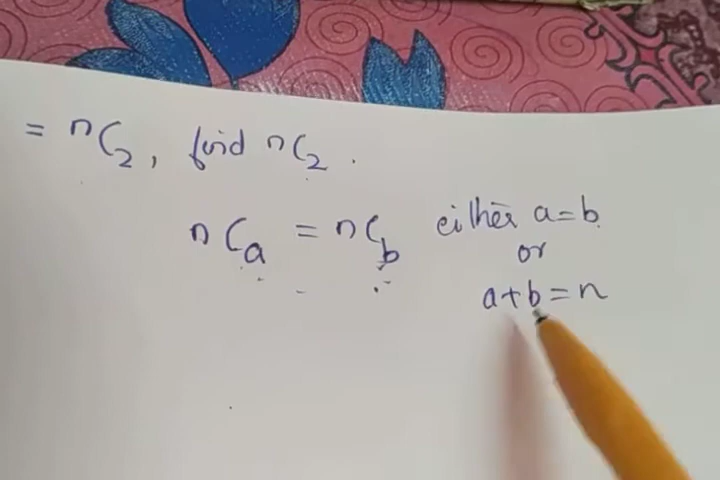 = nC2, find nC2.
nCa = nCb either a=b
or
a+b=n